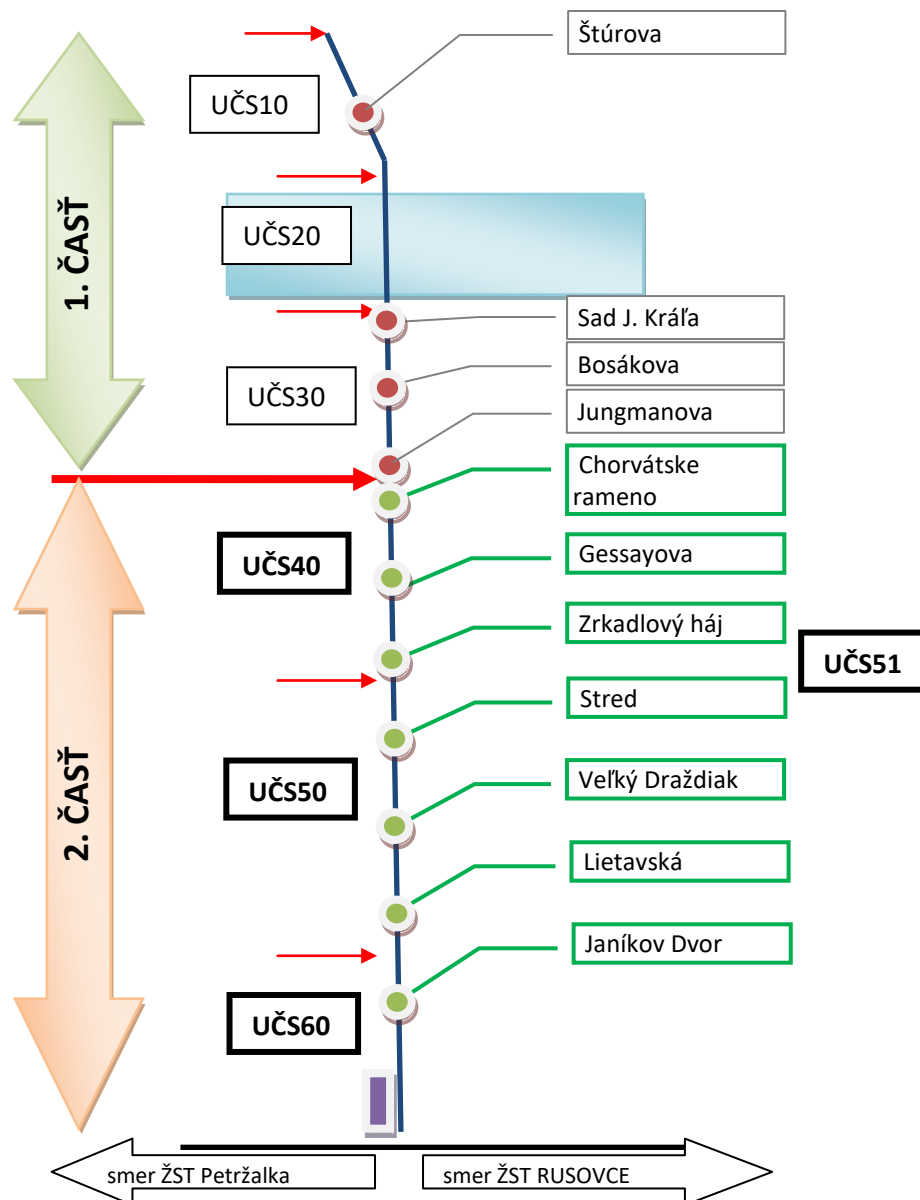 Štúrova
UČS10
1. ČASŤ
UČS20
Sad J. Kráľa
Bosákova
UČS30
Jungmanova
Chorvátske
rameno
UČS40
Gessayova
Zrkadlový háj
UČS51
Stred
2. ČASŤ
Veľký Draždiak
UČS50
Lietavská
Janíkov Dvor
UČS60
smer ŽST Petržalka
smer ŽST RUSOVCE